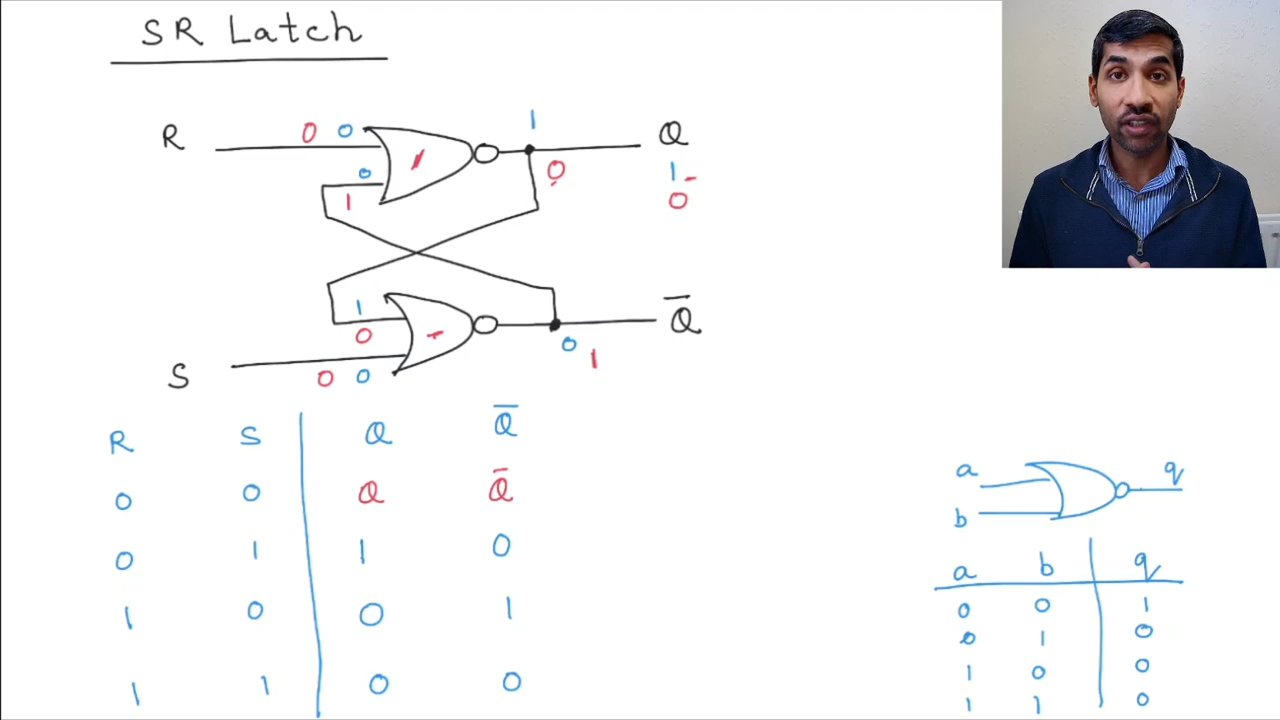 SR Latch
1
R 0 0 Q
0 1
1 0 0
1
0 Q̅
0 1
S 0 0
R S Q Q̅
0 0 Q Q̅
0 1 1 0
1 0 0 1
1 1 0 0
a q
b
a b q
0 0 1
0 1 0
1 0 0
1 1 0